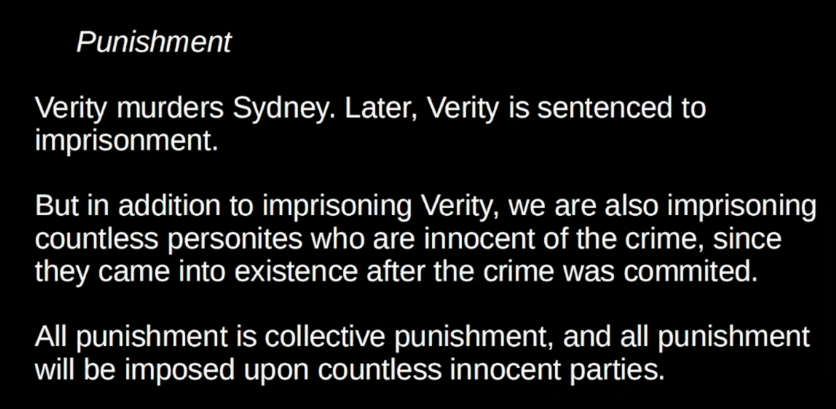 Punishment
Verity murders Sydney. Later, Verity is sentenced to
imprisonment.
But in addition to imprisoning Verity, we are also imprisoning
countless personites who are innocent of the crime, since
they came into existence after the crime was commited.
All punishment is collective punishment, and all punishment
will be imposed upon countless innocent parties.